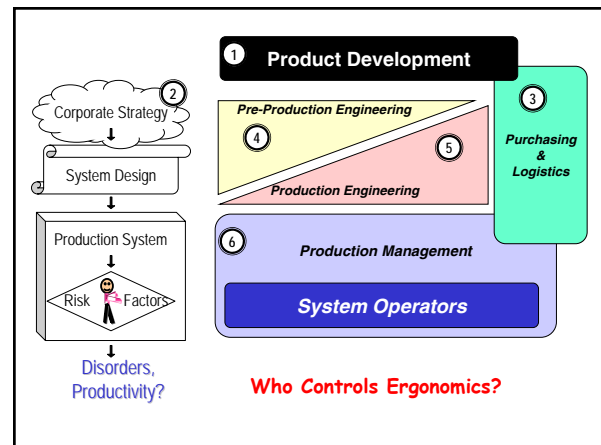 1
Product Development
2
Corporate Strategy
System Design
Production System
Risk Factors
Disorders,
Productivity?
Pre-Production Engineering
4
5
Production Engineering
3
Purchasing
&
Logistics
6
Production Management
System Operators
Who Controls Ergonomics?